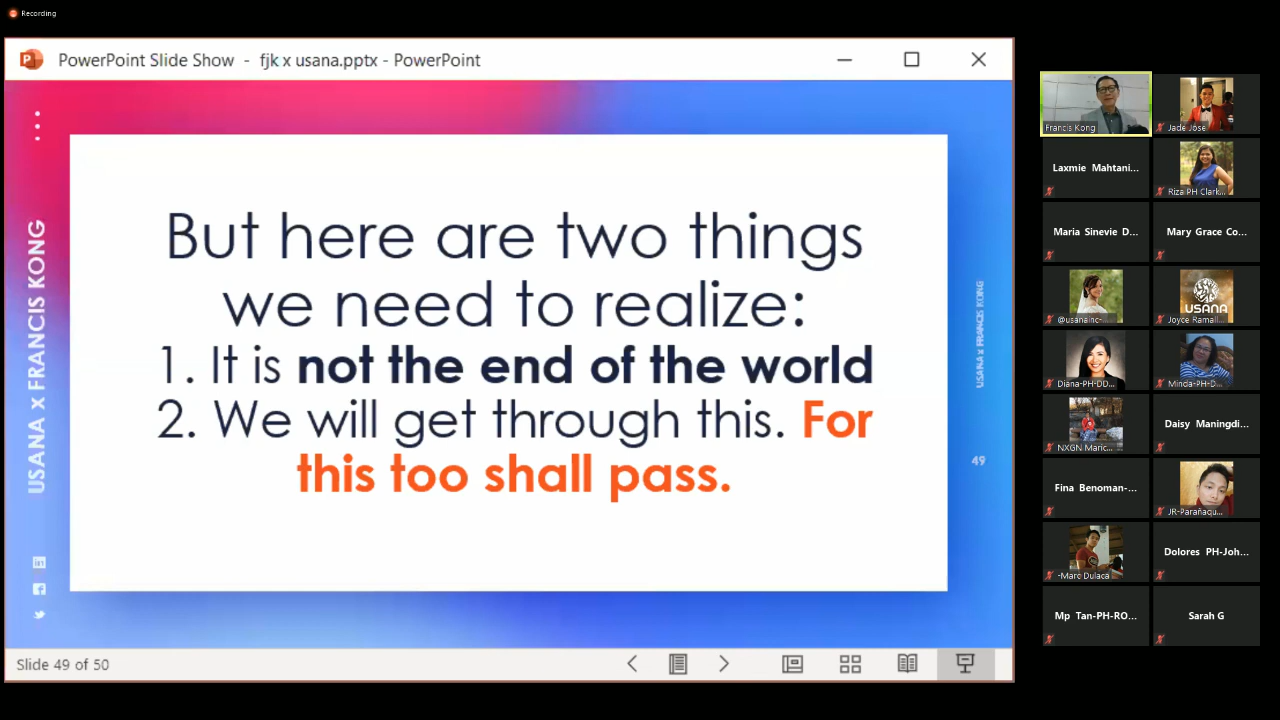 Recording
PowerPoint Slide Show - fjk x usana.pptx - PowerPoint
USANA x FRANCIS KONG
But here are two things
we need to realize:
1. It is not the end of the world
2. We will get through this. For
this too shall pass.
USANA x FRANCIS KONG
49
Slide 49 of 50
Francis Kong
Jade Jose
Laxmie Mahtani...
Riza PH Clark...
Maria Sinevie D...
Mary Grace Co...
@usanainc-...
USANA
Joyce Ramall...
Diana-PH-DD...
Minda-PH-D...
NXGN Maric...
Daisy Maningdi...
Fina Benoman-...
JR-Parañaqu...
-Marc Dulaca
Dolores PH-Joh...
Mp Tan-PH-RO...
Sarah G